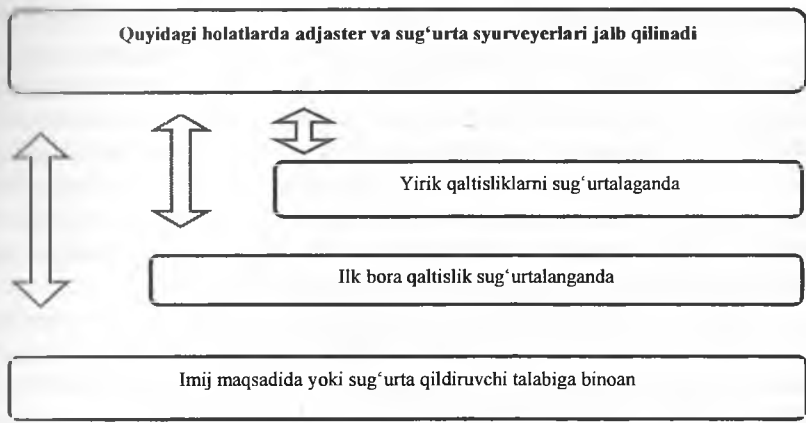 Quyidagi holatlarda adjaster va sug‘urta syurveyerlari jalb qilinadi
Yirik qaltisliklarni sug‘urtalaganda
Ilk bora qaltislik sug‘urtalanganda
Imij maqsadida yoki sug‘urta qildiruvchi talabiga binoan